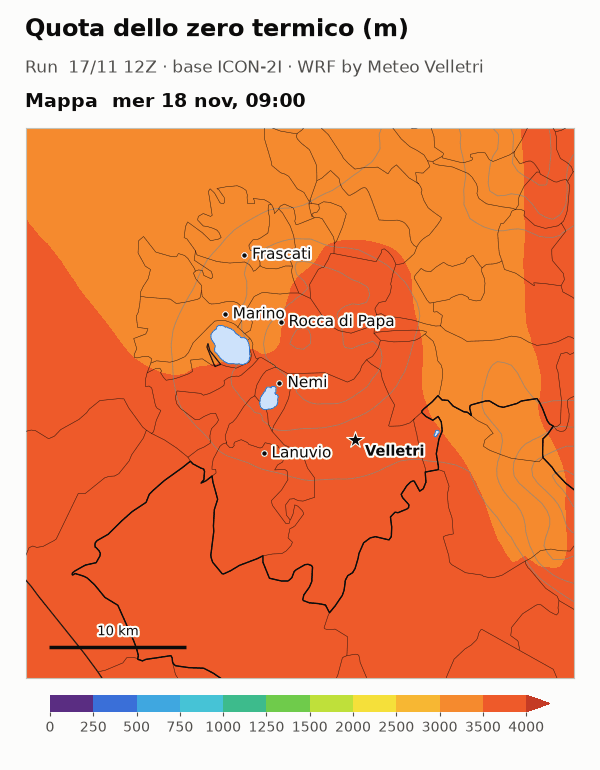 Quota dello zero termico (m)
Run 17/11 12Z · base ICON-2I · WRF by Meteo Velletri
Mappa mer 18 nov, 09:00
Frascati
Marino
Rocca di Papa
Nemi
Velletri
Lanuvio
10 km
0 250 500 750 1000 1250 1500 2000 2500 3000 3500 4000